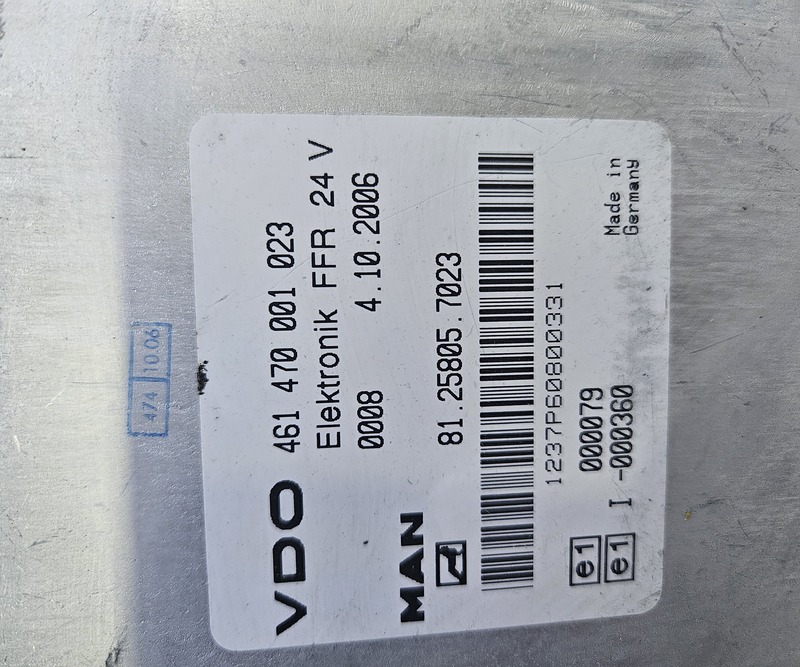 474 10.06
VDO 461 470 001 023
Elektronik FFR 24 V
0008 4.10.2006
MAN
81.25805.7023
1237P60800331
e1 000079
e1 I -000360
Made in
Germany